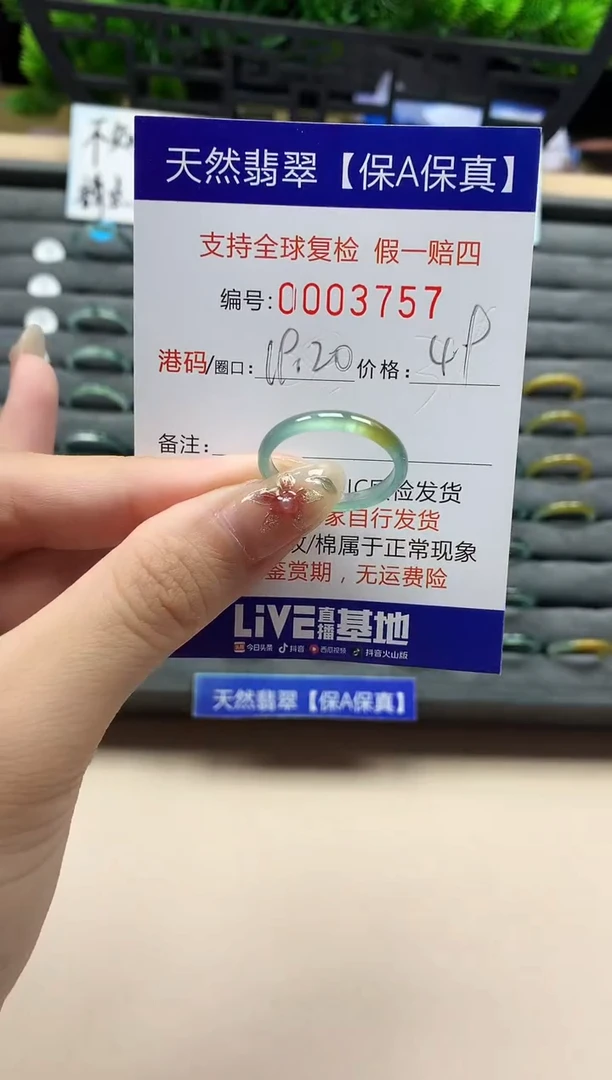 天然翡翠【保A保真】
支持全球复检 假一赔四
编号:0003757
港码/圈口: 价格:
备注:
检发货
家自行发货
/棉属于正常现象
鉴赏期，无运费险
LiVE直播基地
今日头条 抖音 西瓜视频 抖音火山版
天然翡翠【保A保真】